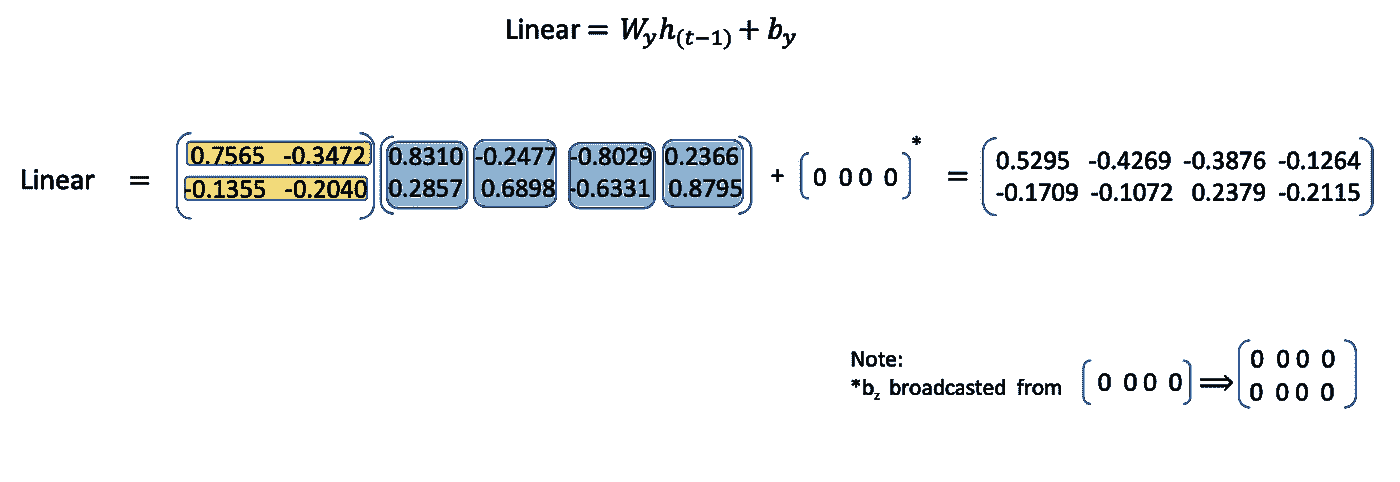 Linear = W_y h_(t−1) + b_y
Linear = (0.7565 -0.3472 (0.8310 -0.2477 -0.8029 0.2366 + (0 0 0 0)* = (0.5295 -0.4269 -0.3876 -0.1264
-0.1355 -0.2040) 0.2857 0.6898 -0.6331 0.8795) -0.1709 -0.1072 0.2379 -0.2115)
Note:
*b_z broadcasted from (0 0 0 0) ⟹ (0 0 0 0
0 0 0 0)